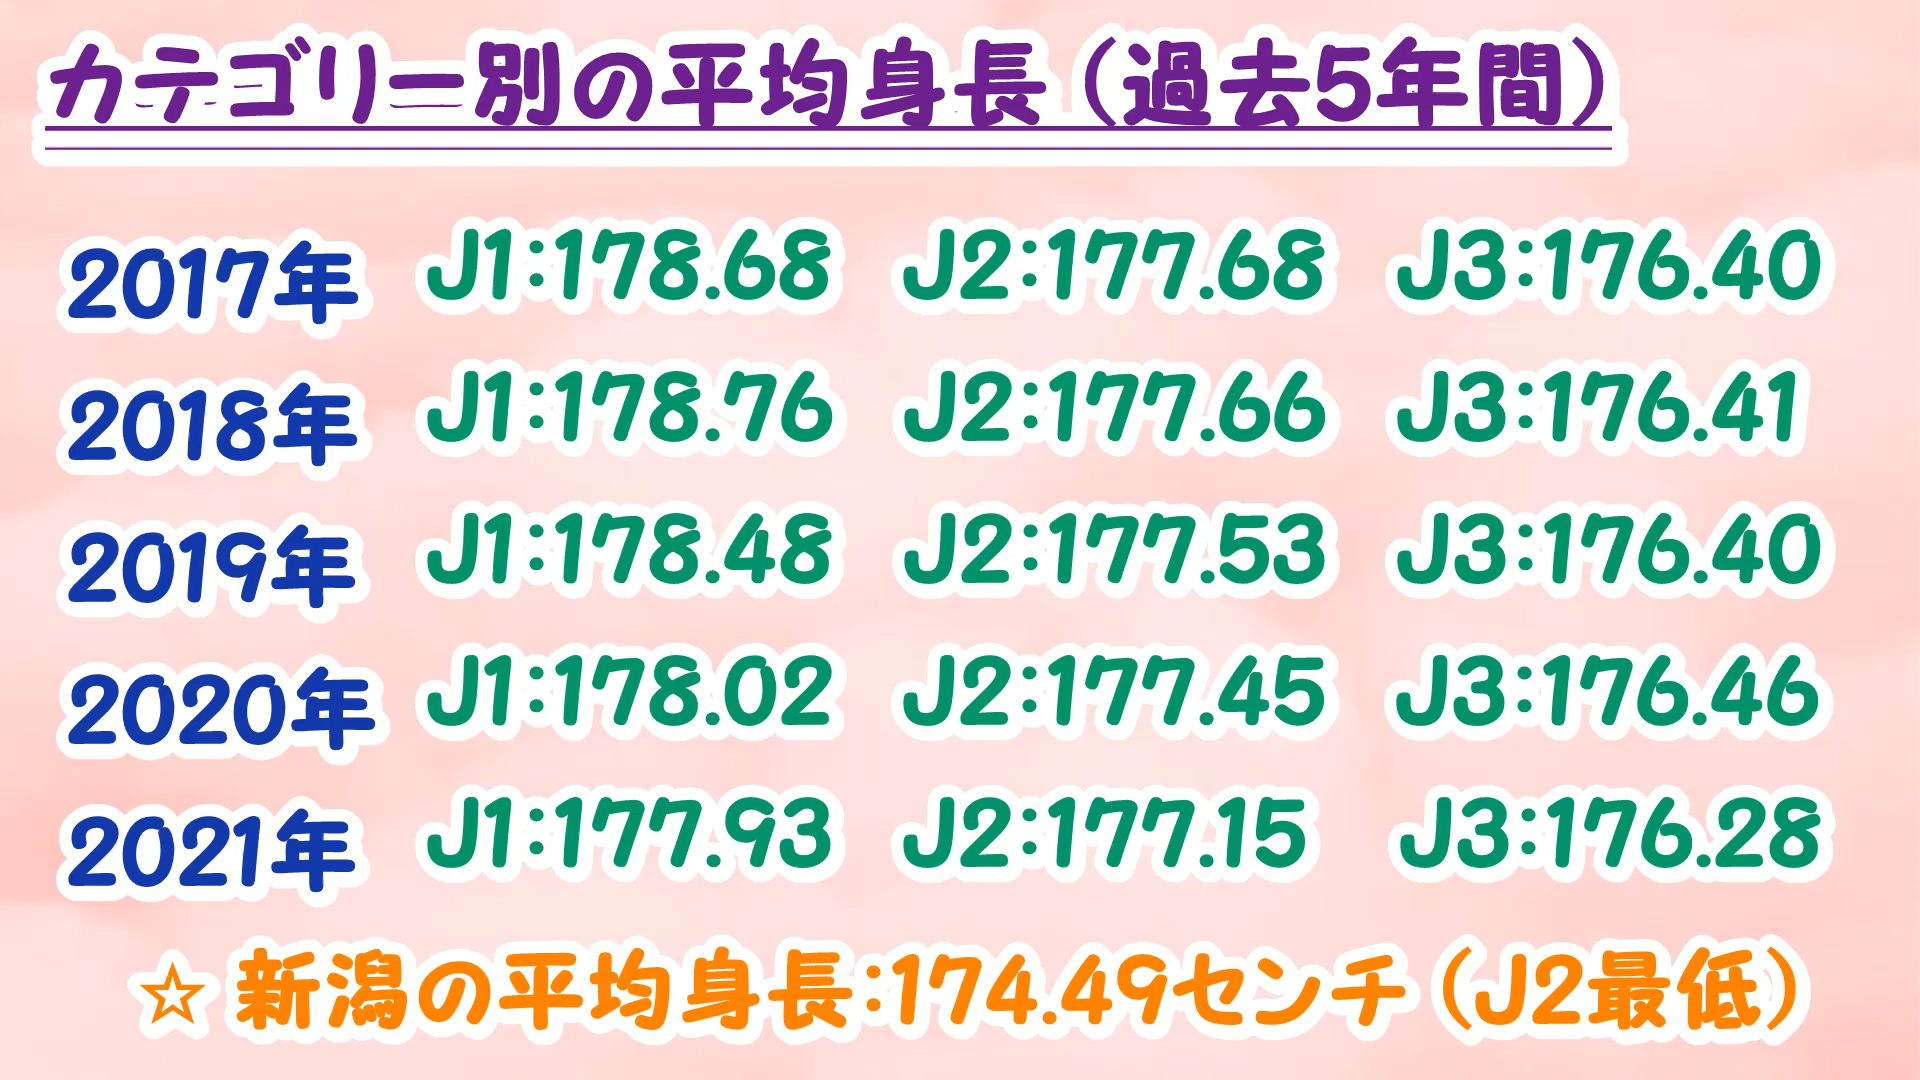 カテゴリー別の平均身長（過去5年間）
2017年 J1:178.68 J2:177.68 J3:176.40
2018年 J1:178.76 J2:177.66 J3:176.41
2019年 J1:178.48 J2:177.53 J3:176.40
2020年 J1:178.02 J2:177.45 J3:176.46
2021年 J1:177.93 J2:177.15 J3:176.28
☆ 新潟の平均身長:174.49センチ（J2最低）